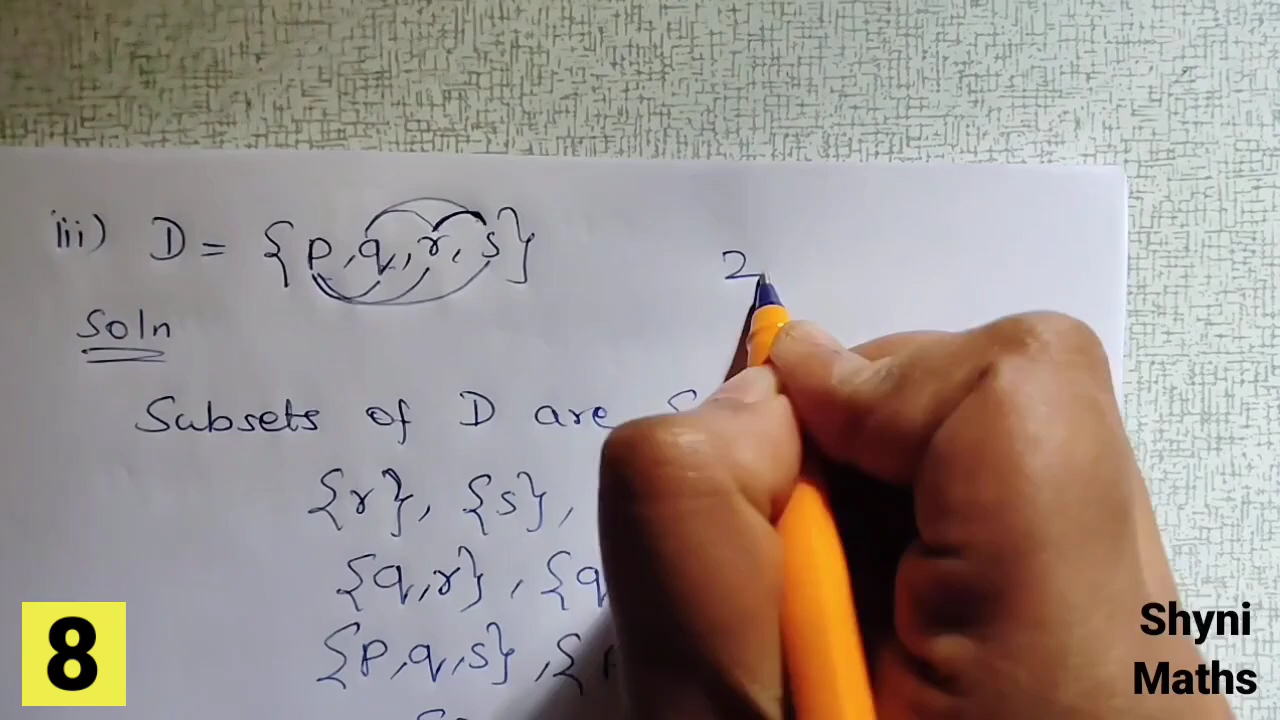 iii) D = {p, q, r, s} 2
Soln
Subsets of D are
{r}, {s},
{q, r}, {q
{p, q, s}, {
8
Shyni
Maths